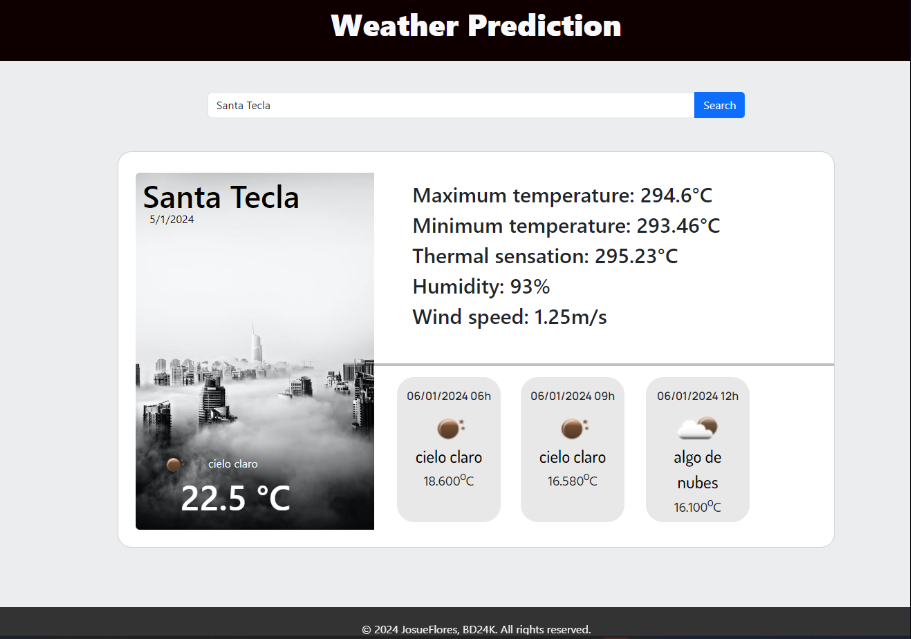 Weather Prediction
Santa Tecla
Search
Santa Tecla
5/1/2024
cielo claro
22.5 °C
Maximum temperature: 294.6°C
Minimum temperature: 293.46°C
Thermal sensation: 295.23°C
Humidity: 93%
Wind speed: 1.25m/s
06/01/2024 06h
cielo claro
18.600°C
06/01/2024 09h
cielo claro
16.580°C
06/01/2024 12h
algo de
nubes
16.100°C
© 2024 JosueFlores, BD24K. All rights reserved.